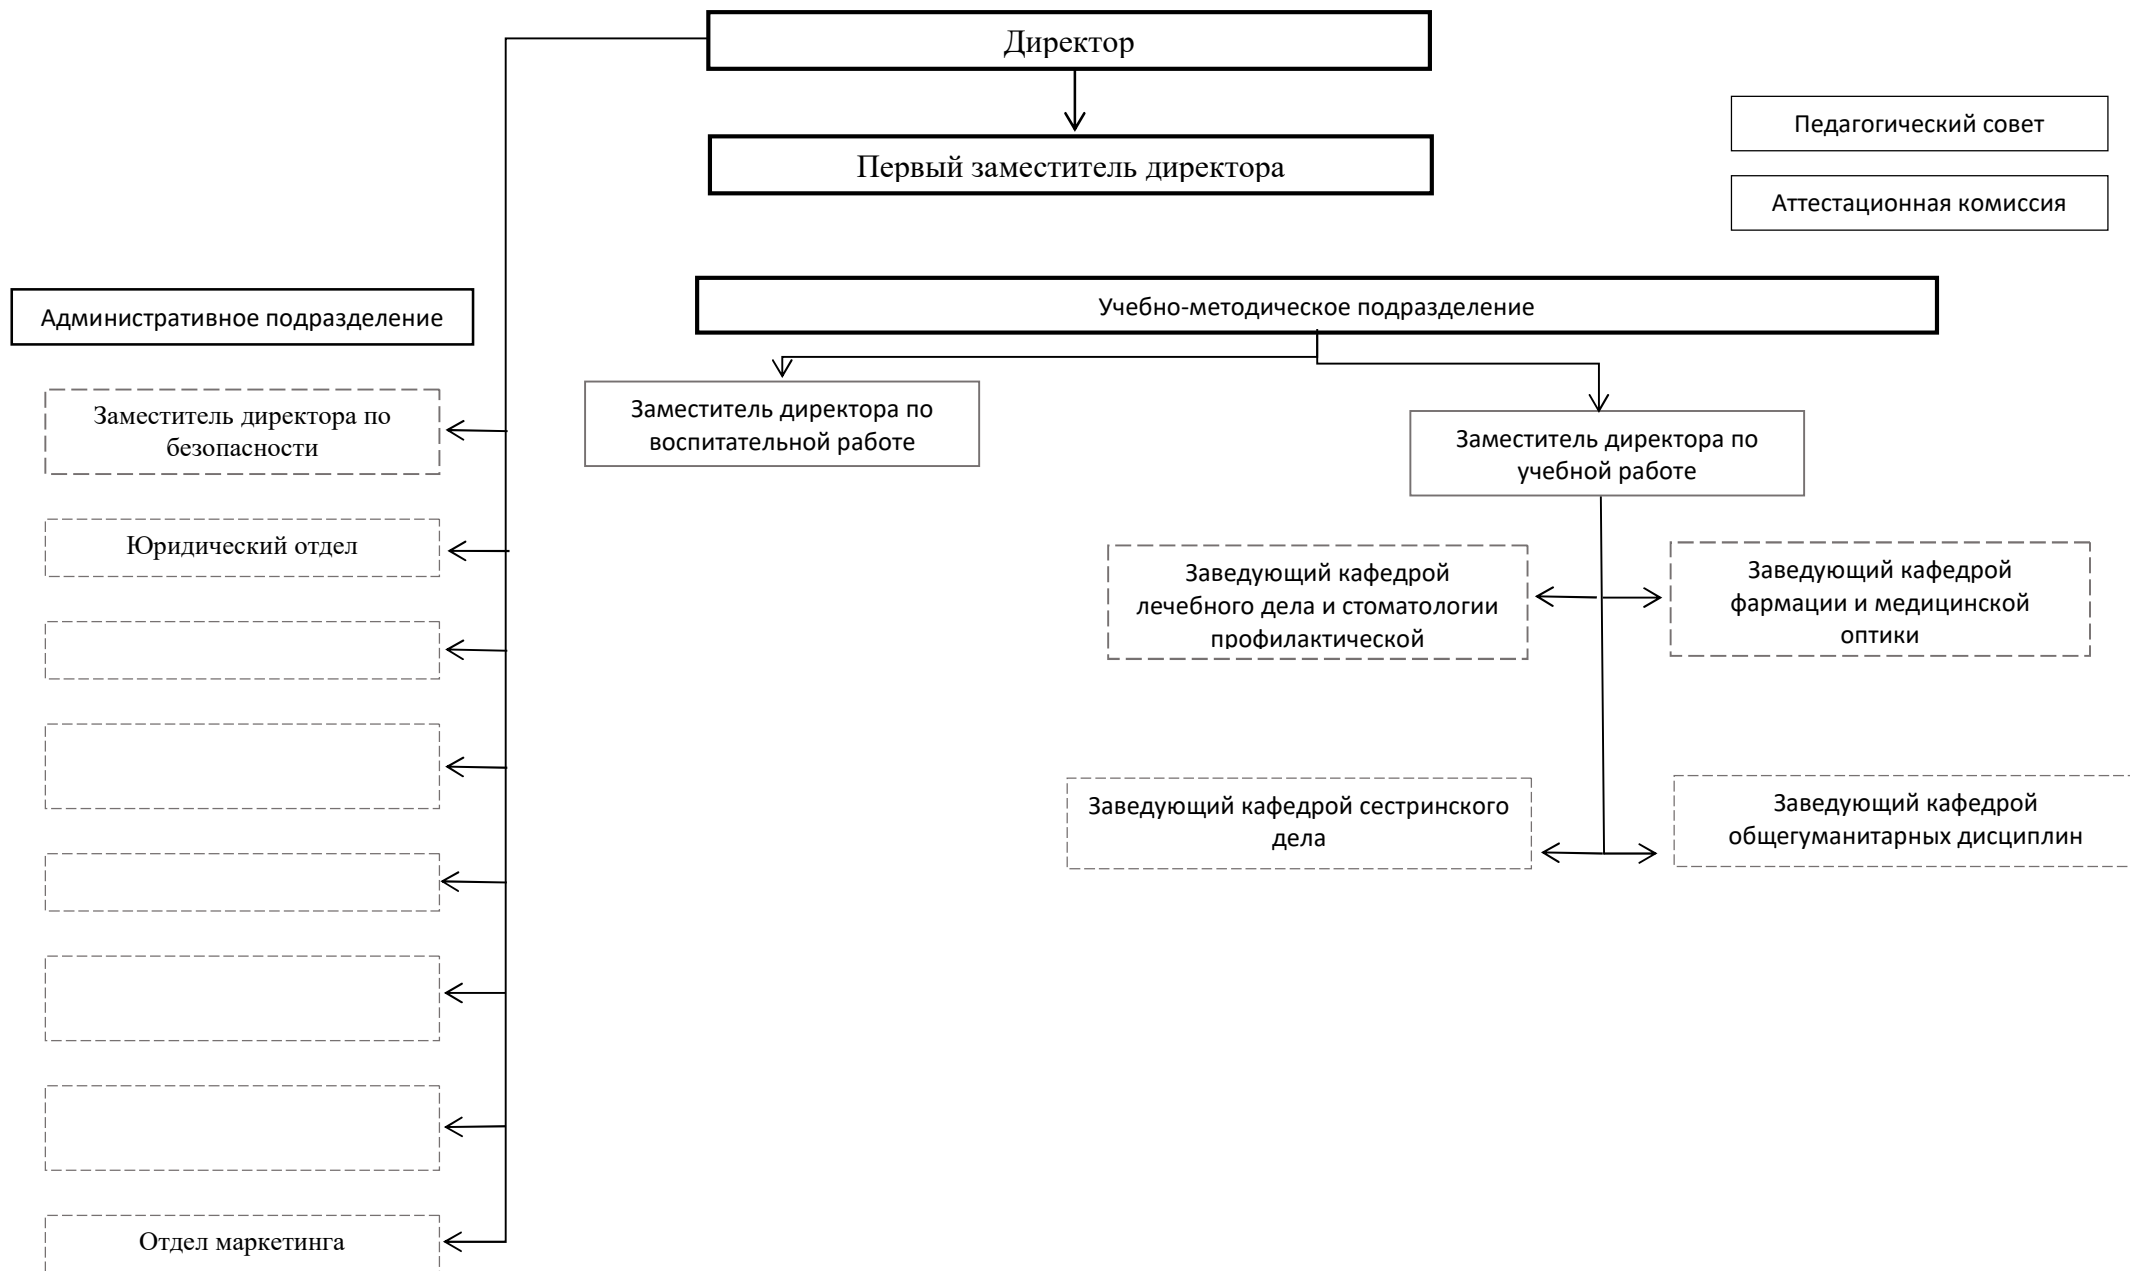 Директор
Первый заместитель директора
Педагогический совет
Аттестационная комиссия
Административное подразделение
Учебно-методическое подразделение
Заместитель директора по
безопасности
Юридический отдел
Отдел маркетинга
Заместитель директора по
воспитательной работе
Заместитель директора по
учебной работе
Заведующий кафедрой
лечебного дела и стоматологии
профилактической
Заведующий кафедрой
фармации и медицинской
оптики
Заведующий кафедрой сестринского
дела
Заведующий кафедрой
общегуманитарных дисциплин